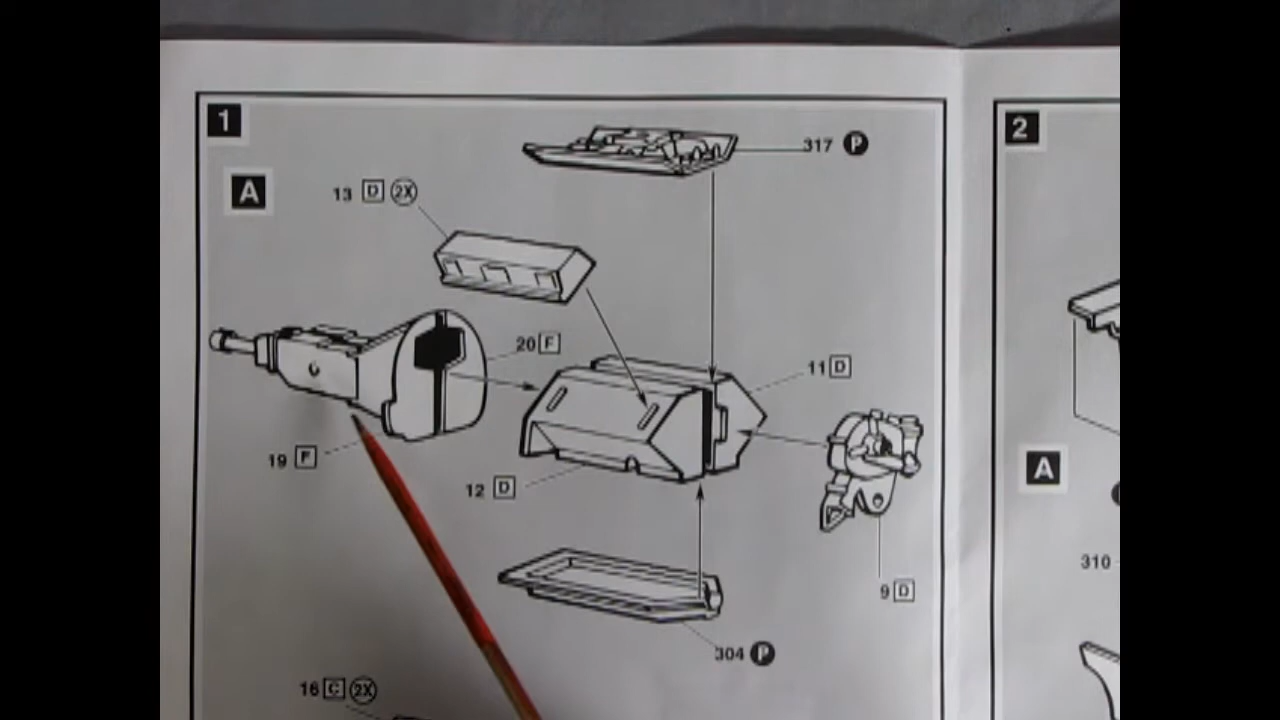 1
A
317 P
13 D 2X
20 F
11 D
19 F
12 D
9 D
304 P
16 C 2X
2
A
310